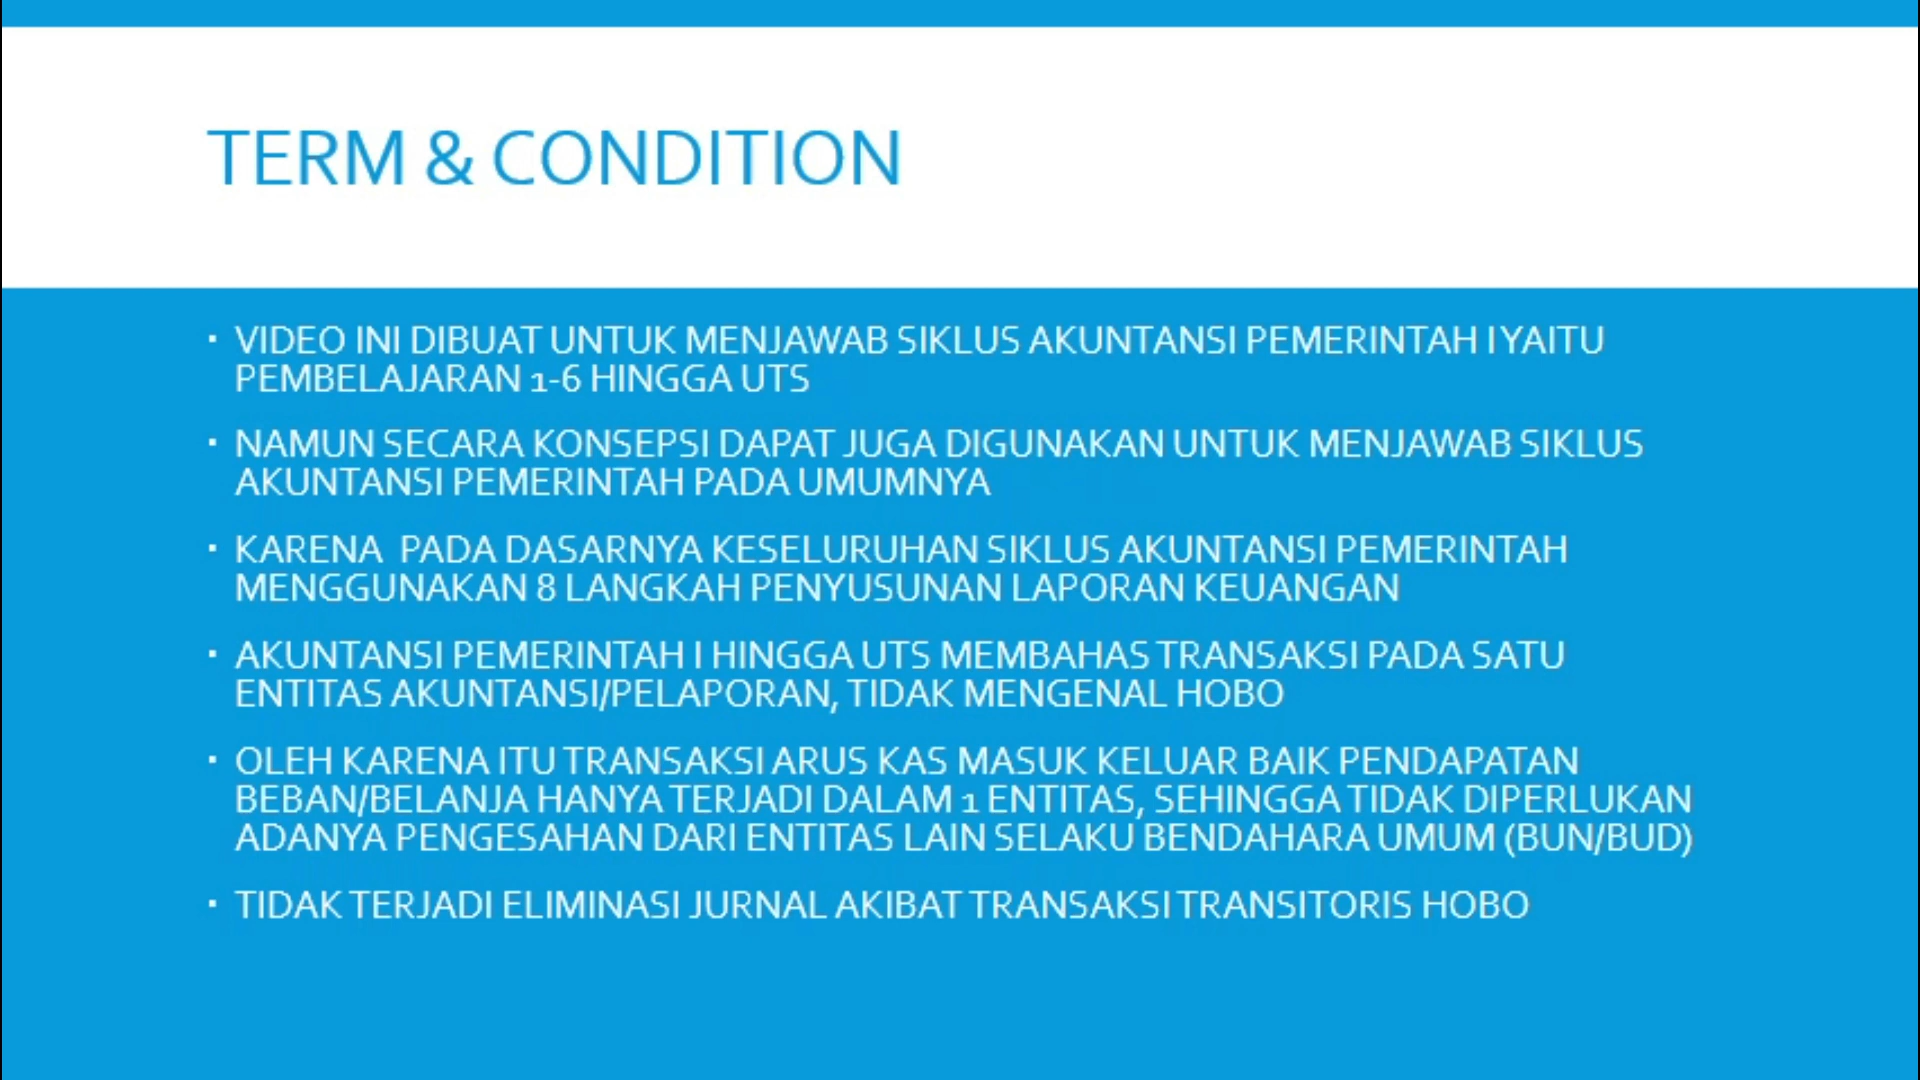 TERM & CONDITION
▪ VIDEO INI DIBUAT UNTUK MENJAWAB SIKLUS AKUNTANSI PEMERINTAH I YAITU
PEMBELAJARAN 1-6 HINGGA UTS
▪ NAMUN SECARA KONSEPSI DAPAT JUGA DIGUNAKAN UNTUK MENJAWAB SIKLUS
AKUNTANSI PEMERINTAH PADA UMUMNYA
▪ KARENA PADA DASARNYA KESELURUHAN SIKLUS AKUNTANSI PEMERINTAH
MENGGUNAKAN 8 LANGKAH PENYUSUNAN LAPORAN KEUANGAN
▪ AKUNTANSI PEMERINTAH I HINGGA UTS MEMBAHAS TRANSAKSI PADA SATU
ENTITAS AKUNTANSI/PELAPORAN, TIDAK MENGENAL HOBO
▪ OLEH KARENA ITU TRANSAKSI ARUS KAS MASUK KELUAR BAIK PENDAPATAN
BEBAN/BELANJA HANYA TERJADI DALAM 1 ENTITAS, SEHINGGA TIDAK DIPERLUKAN
ADANYA PENGESAHAN DARI ENTITAS LAIN SELAKU BENDAHARA UMUM (BUN/BUD)
▪ TIDAK TERJADI ELIMINASI JURNAL AKIBAT TRANSAKSI TRANSITORIS HOBO